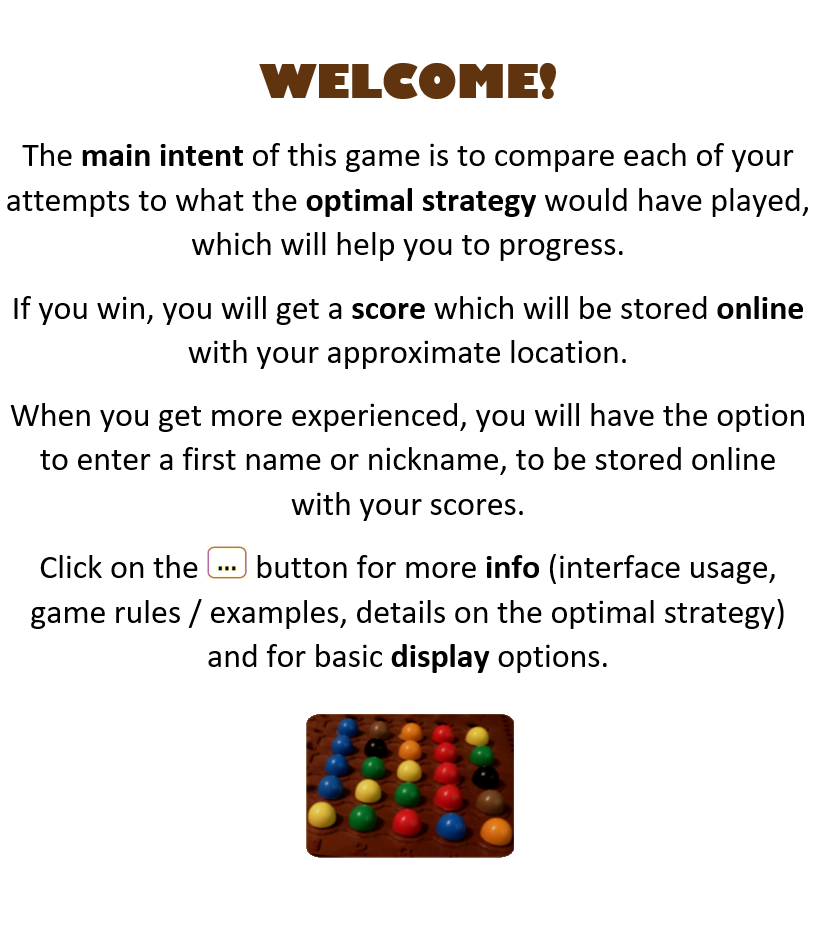 WELCOME!
The main intent of this game is to compare each of your
attempts to what the optimal strategy would have played,
which will help you to progress.
If you win, you will get a score which will be stored online
with your approximate location.
When you get more experienced, you will have the option
to enter a first name or nickname, to be stored online
with your scores.
Click on the ... button for more info (interface usage,
game rules / examples, details on the optimal strategy)
and for basic display options.
1 2